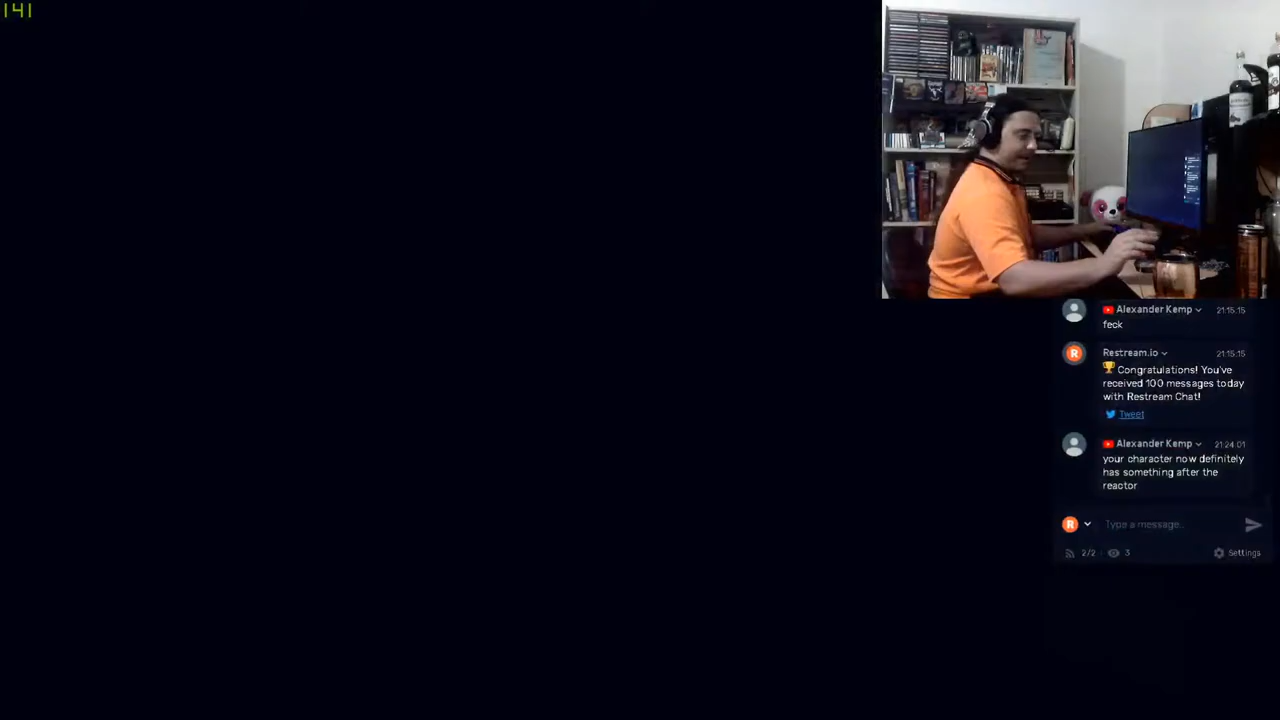 141
Alexander Kemp 21:15:15
feck
Restream.io 21:15:15
🏆 Congratulations! You've
received 100 messages today
with Restream Chat!
Tweet
Alexander Kemp 21:24:01
your character now definitely
has something after the
reactor
R Type a message...
2/2 3 Settings